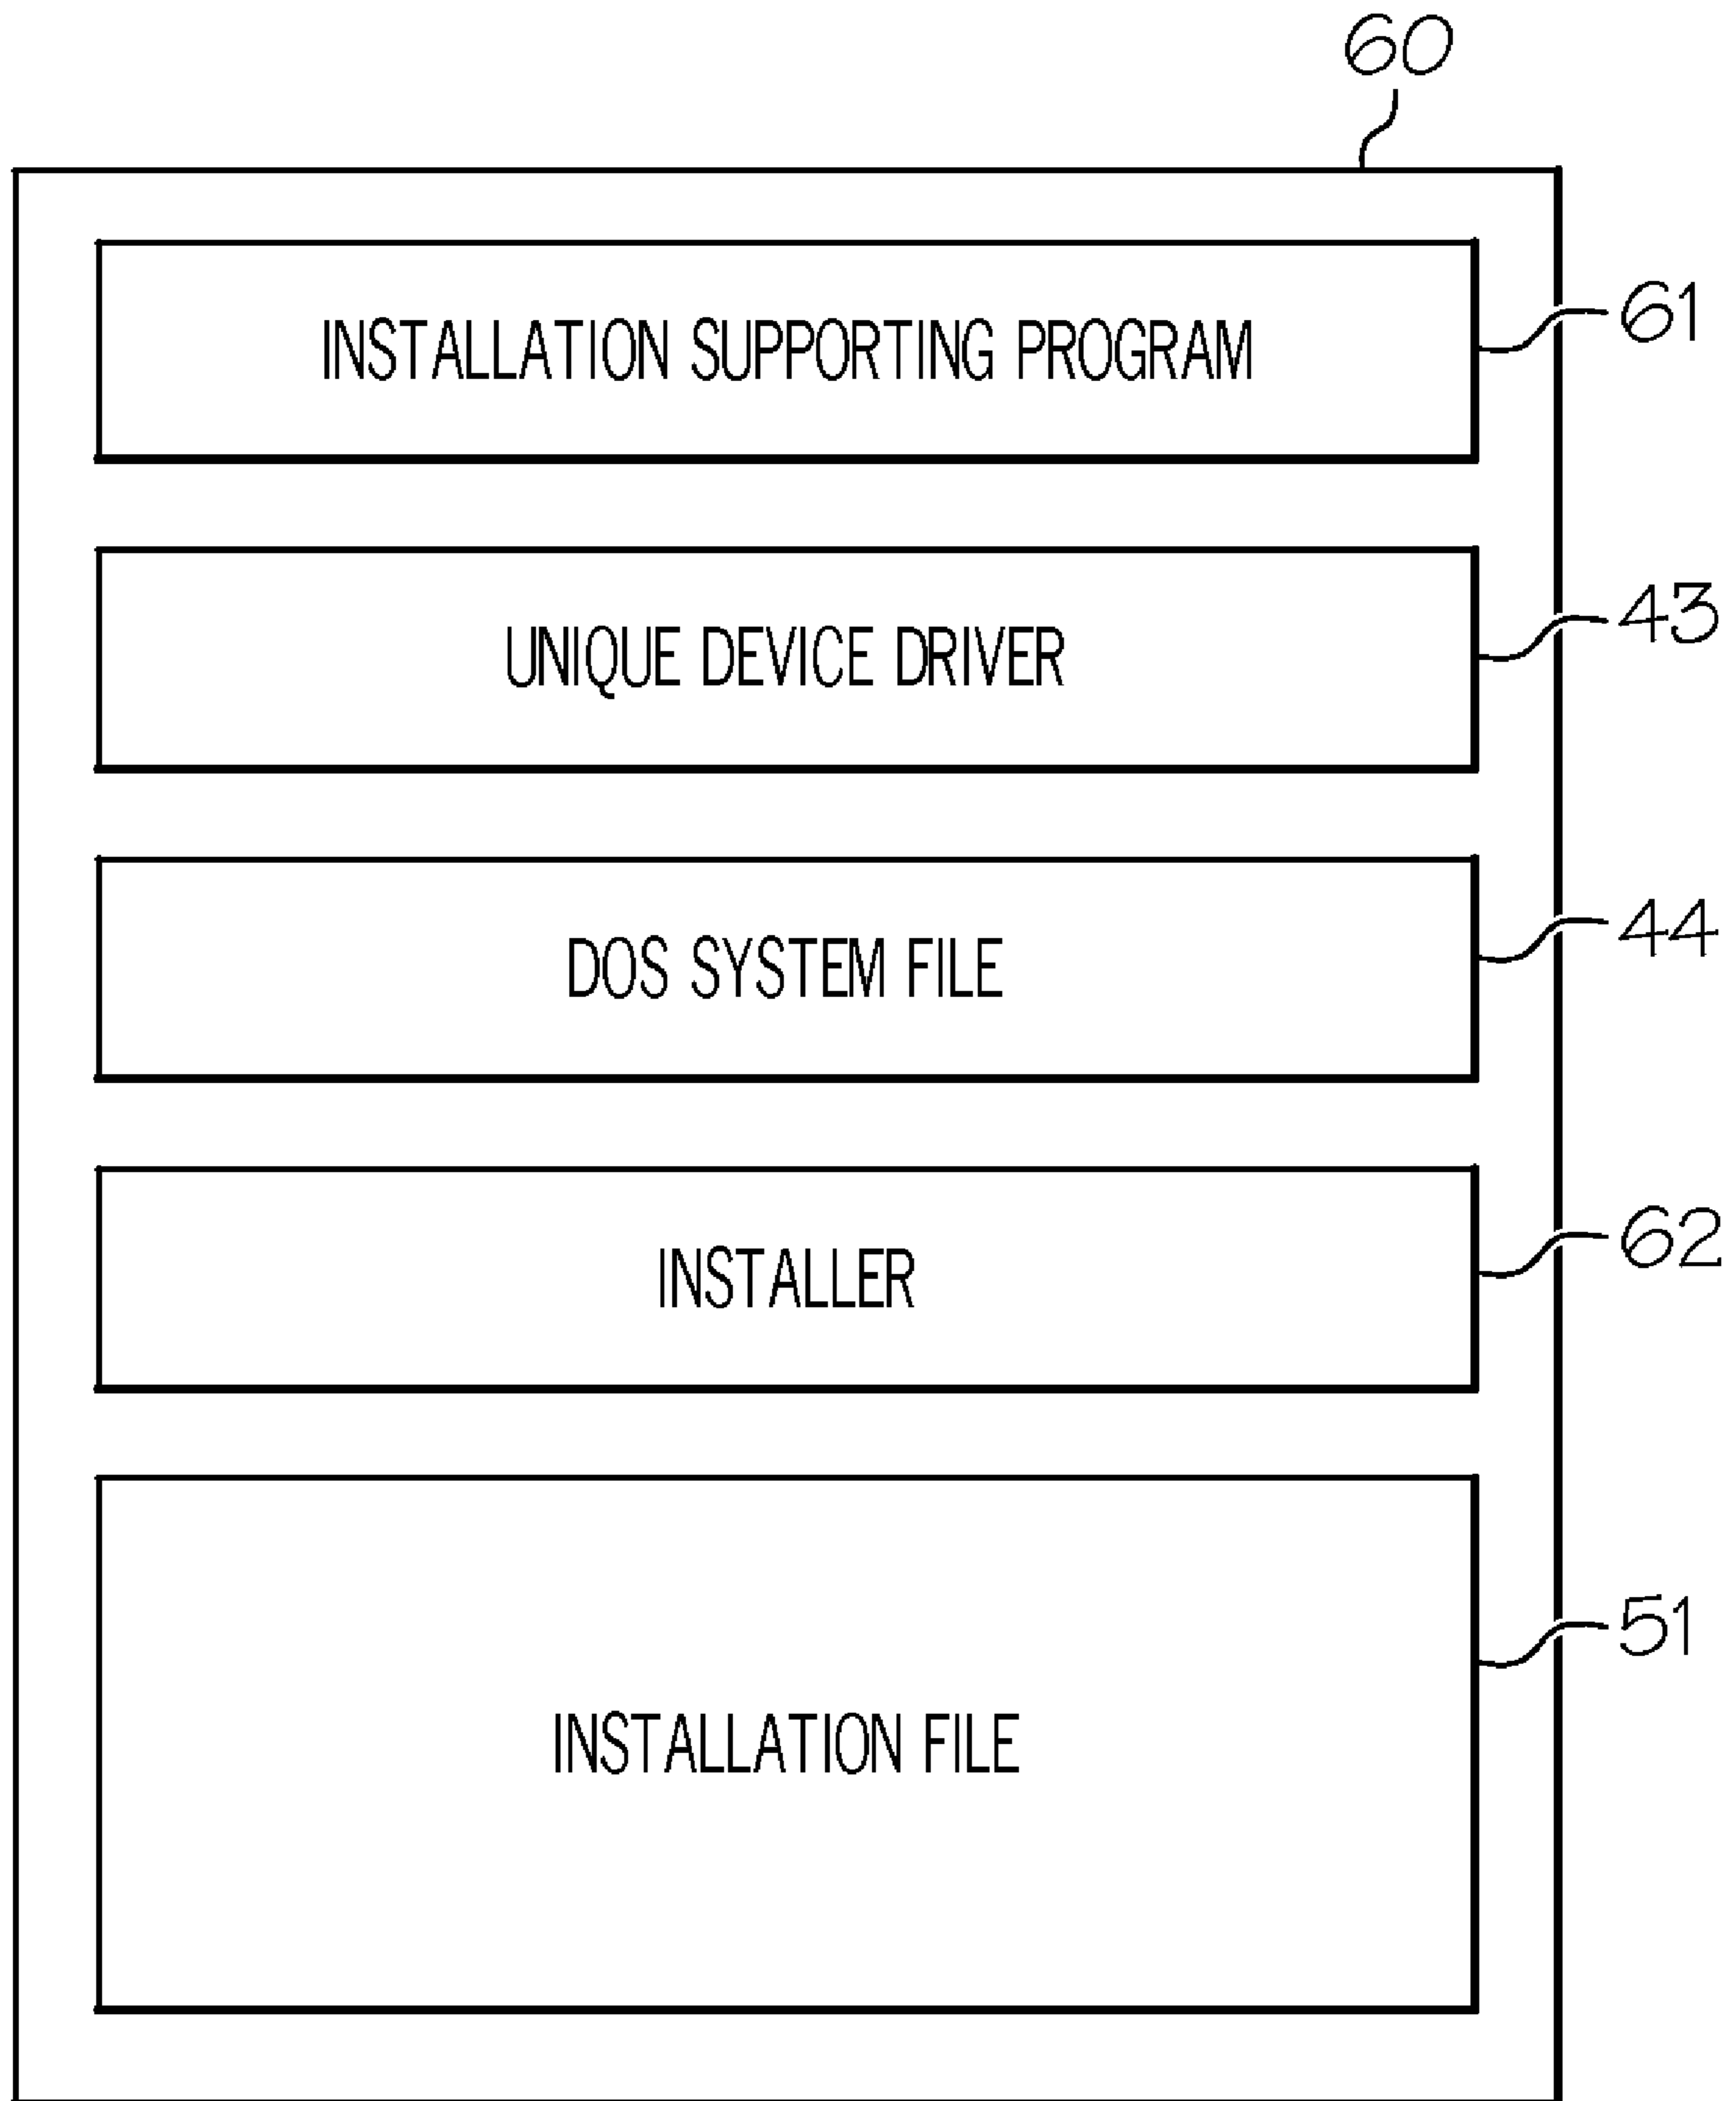 60
INSTALLATION SUPPORTING PROGRAM
61
UNIQUE DEVICE DRIVER
43
DOS SYSTEM FILE
44
INSTALLER
62
INSTALLATION FILE
51